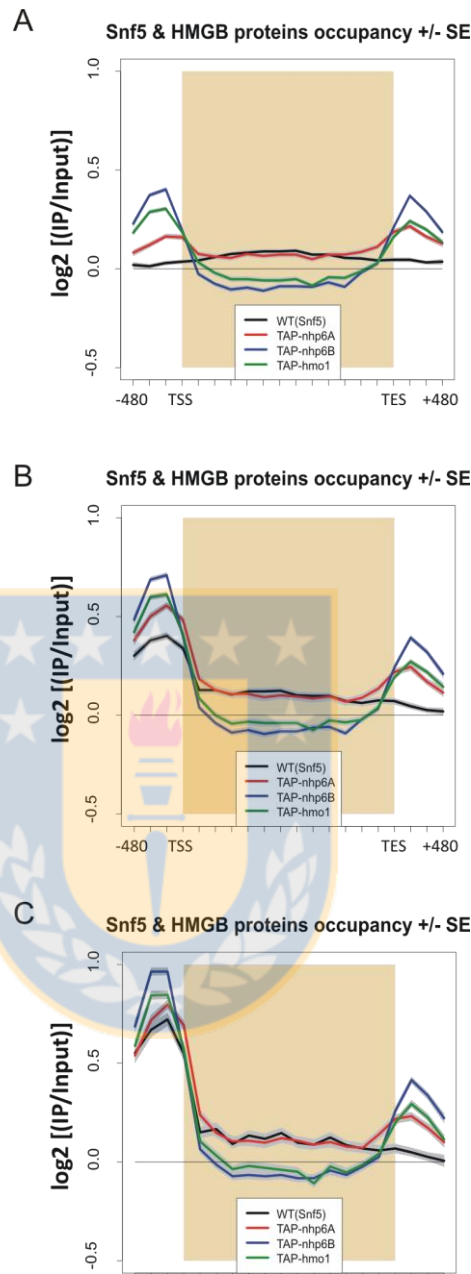 A
Snf5 & HMGB proteins occupancy +/- SE
log2 [(IP/Input)]
1.0
0.5
0.0
-0.5
WT(Snf5)
TAP-nhp6A
TAP-nhp6B
TAP-hmo1
-480 TSS TES +480
B
Snf5 & HMGB proteins occupancy +/- SE
log2 [(IP/Input)]
1.0
0.5
0.0
-0.5
WT(Snf5)
TAP-nhp6A
TAP-nhp6B
TAP-hmo1
-480 TSS TES +480
C
Snf5 & HMGB proteins occupancy +/- SE
log2 [(IP/Input)]
1.0
0.5
0.0
-0.5
WT(Snf5)
TAP-nhp6A
TAP-nhp6B
TAP-hmo1